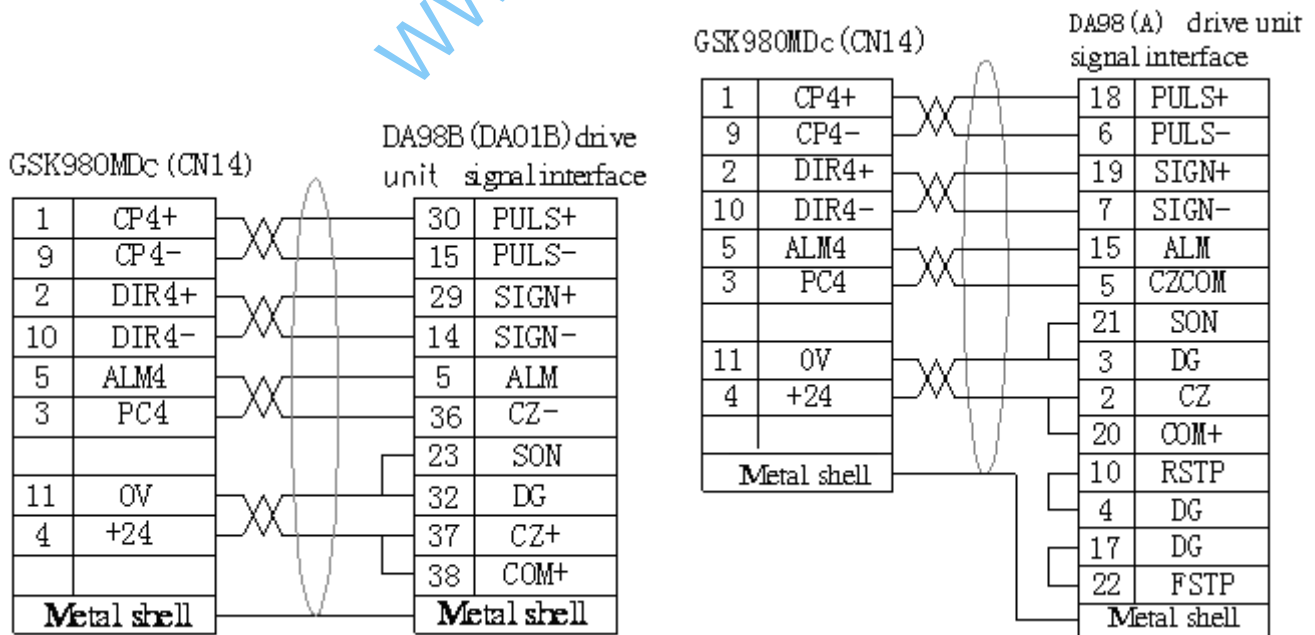 WW
GSK980MDc(CN14)
DA98B(DA01B)drive
unit signal interface
1 CP4+ 30 PULS+
9 CP4- 15 PULS-
2 DIR4+ 29 SIGN+
10 DIR4- 14 SIGN-
5 ALM4 5 ALM
3 PC4 36 CZ-
23 SON
11 0V 32 DG
4 +24 37 CZ+
38 COM+
Metal shell Metal shell
GSK980MDc(CN14)
DA98(A) drive unit
signal interface
1 CP4+ 18 PULS+
9 CP4- 6 PULS-
2 DIR4+ 19 SIGN+
10 DIR4- 7 SIGN-
5 ALM4 15 ALM
3 PC4 5 CZCOM
21 SON
11 0V 3 DG
4 +24 2 CZ
20 COM+
Metal shell 10 RSTP
4 DG
17 DG
22 FSTP
Metal shell